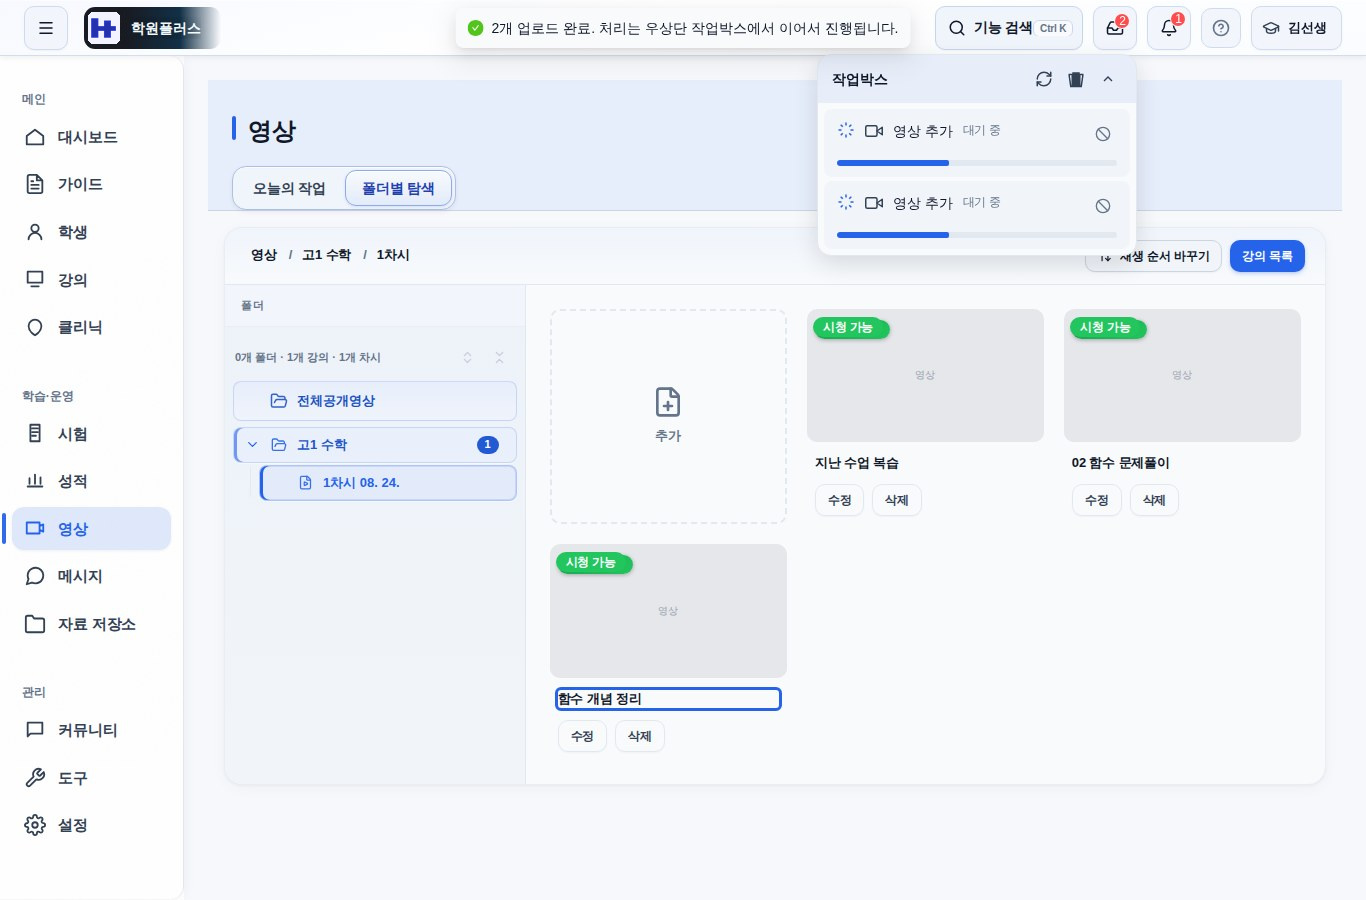 학원플러스
2개 업로드 완료. 처리는 우상단 작업박스에서 이어서 진행됩니다.
기능 검색 Ctrl K
2
1
김선생
메인
대시보드
가이드
학생
강의
클리닉
학습·운영
시험
성적
영상
메시지
자료 저장소
관리
커뮤니티
도구
설정
영상
오늘의 작업
폴더별 탐색
작업박스
영상 추가 대기 중
영상 추가 대기 중
영상 / 고1 수학 / 1차시
재생 순서 바꾸기
강의 목록
폴더
0개 폴더 · 1개 강의 · 1개 차시
전체공개영상
고1 수학 1
1차시 08. 24.
추가
시청 가능
영상
지난 수업 복습
수정 삭제
시청 가능
영상
02 함수 문제풀이
수정 삭제
시청 가능
영상
함수 개념 정리
수정 삭제